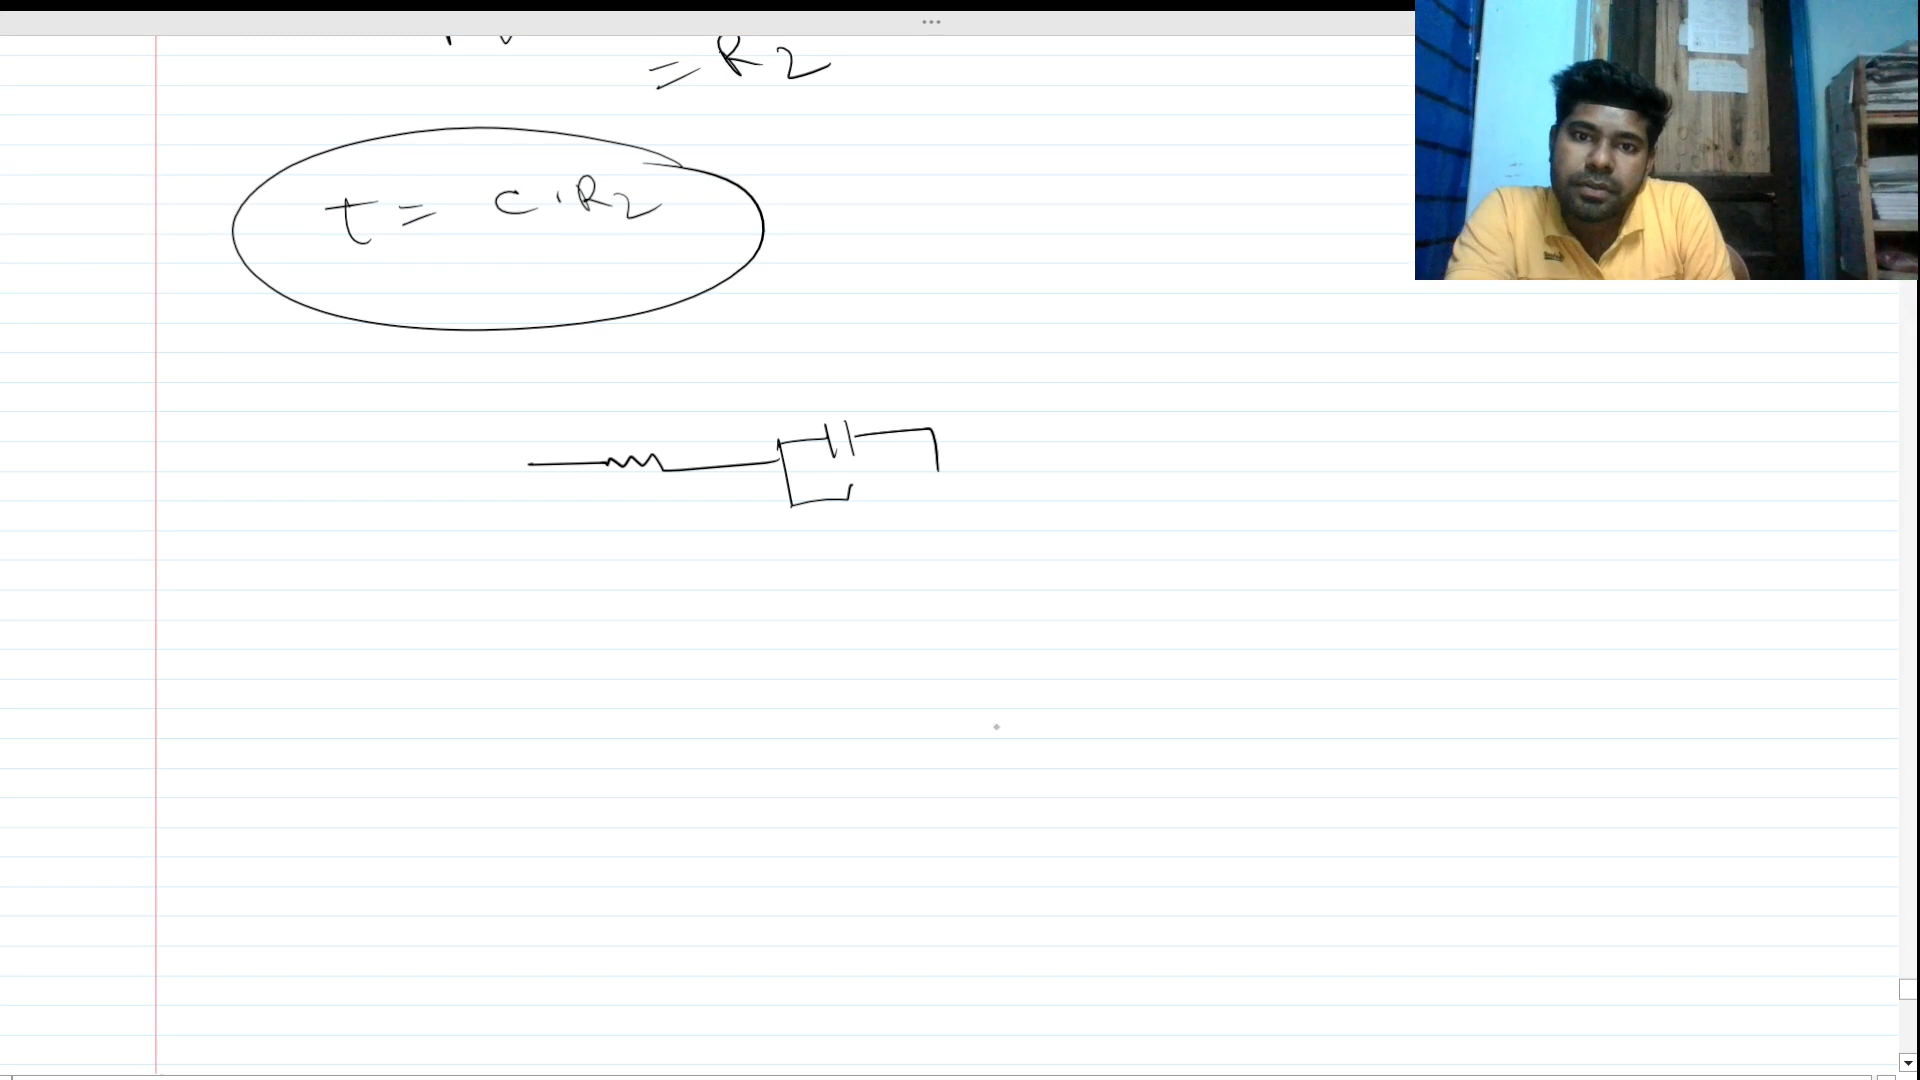 = R2
t = C.R2